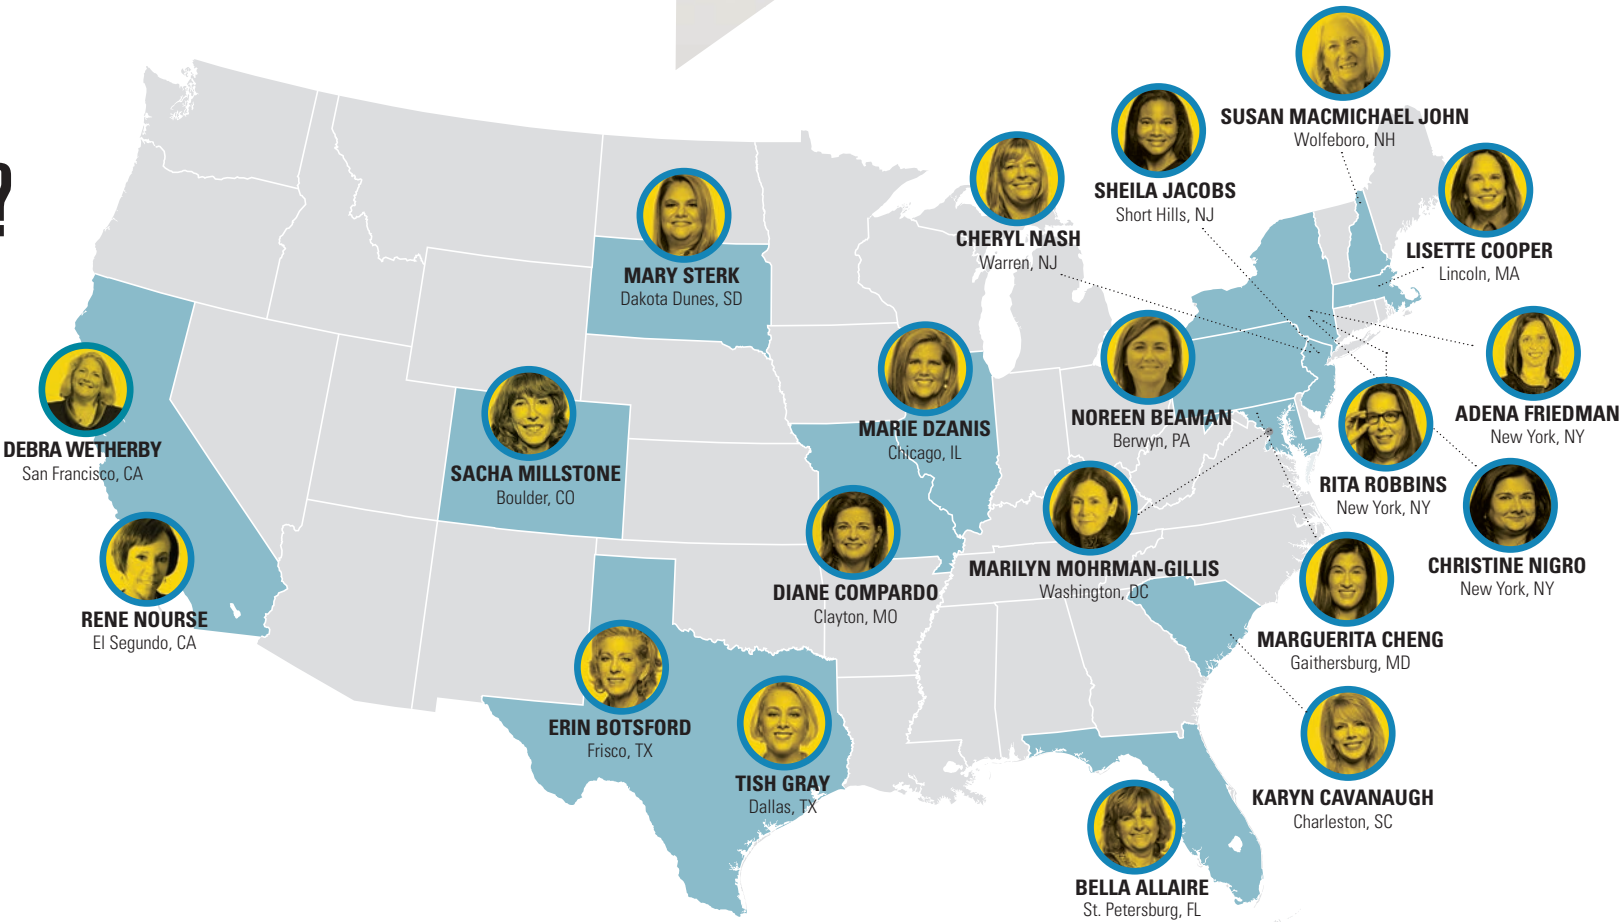 ?
SUSAN MACMICHAEL JOHN
Wolfeboro, NH
SHEILA JACOBS
Short Hills, NJ
CHERYL NASH
Warren, NJ
LISETTE COOPER
Lincoln, MA
MARY STERK
Dakota Dunes, SD
DEBRA WETHERBY
San Francisco, CA
SACHA MILLSTONE
Boulder, CO
MARIE DZANIS
Chicago, IL
NOREEN BEAMAN
Berwyn, PA
ADENA FRIEDMAN
New York, NY
RITA ROBBINS
New York, NY
CHRISTINE NIGRO
New York, NY
RENE NOURSE
El Segundo, CA
DIANE COMPARDO
Clayton, MO
MARILYN MOHRMAN-GILLIS
Washington, DC
MARGUERITA CHENG
Gaithersburg, MD
ERIN BOTSFORD
Frisco, TX
TISH GRAY
Dallas, TX
KARYN CAVANAUGH
Charleston, SC
BELLA ALLAIRE
St. Petersburg, FL